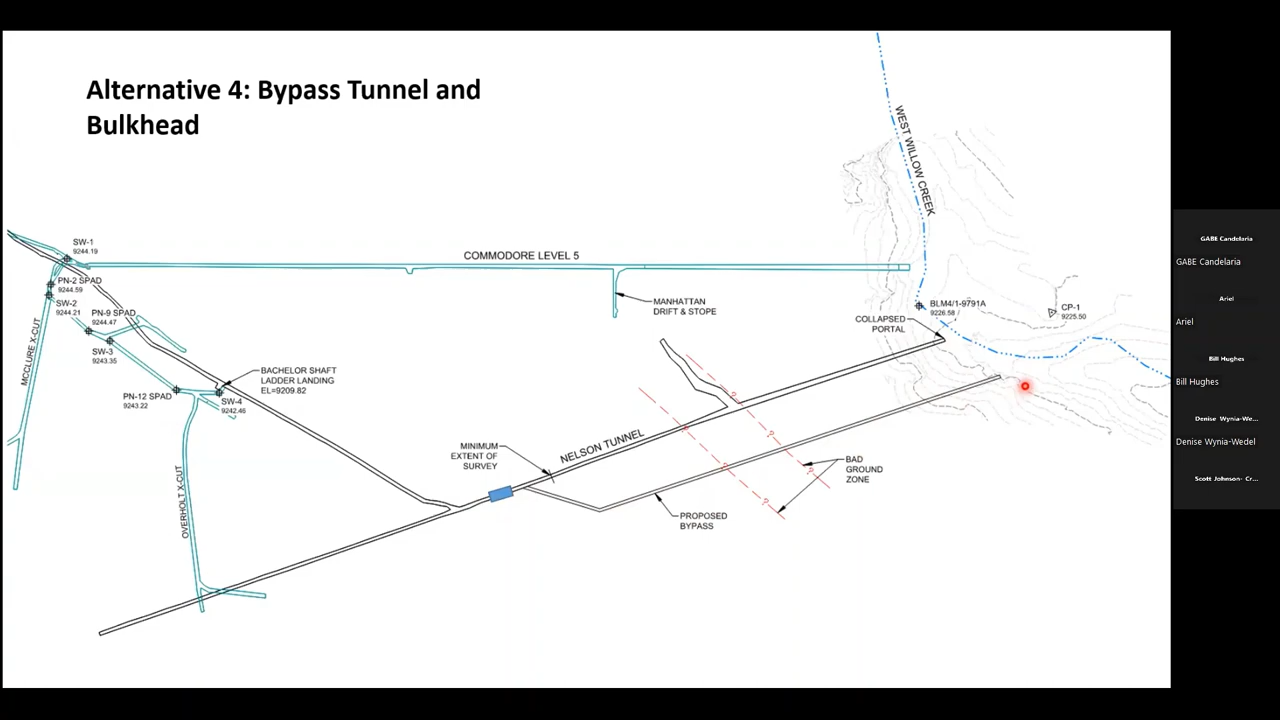 Alternative 4: Bypass Tunnel and
Bulkhead
WEST WILLOW CREEK
SW-1
9244.19
COMMODORE LEVEL 5
PN-2 SPAD
9244.59
SW-2
9244.21
PN-9 SPAD
9244.47
SW-3
9243.35
MCCLURE X-CUT
MANHATTAN
DRIFT & STOPE
COLLAPSED
PORTAL
BLM4/1-9791A
9226.58
CP-1
9225.50
BACHELOR SHAFT
LADDER LANDING
EL=9209.82
PN-12 SPAD
9243.22
SW-4
9242.46
OVERHOLT X-CUT
MINIMUM
EXTENT OF
SURVEY
NELSON TUNNEL
?
?
?
?
?
?
BAD
GROUND
ZONE
PROPOSED
BYPASS
GABE Candelaria
GABE Candelaria
Ariel
Ariel
Bill Hughes
Bill Hughes
Denise Wynia-We...
Denise Wynia-Wedel
Scott Johnson- Cr...